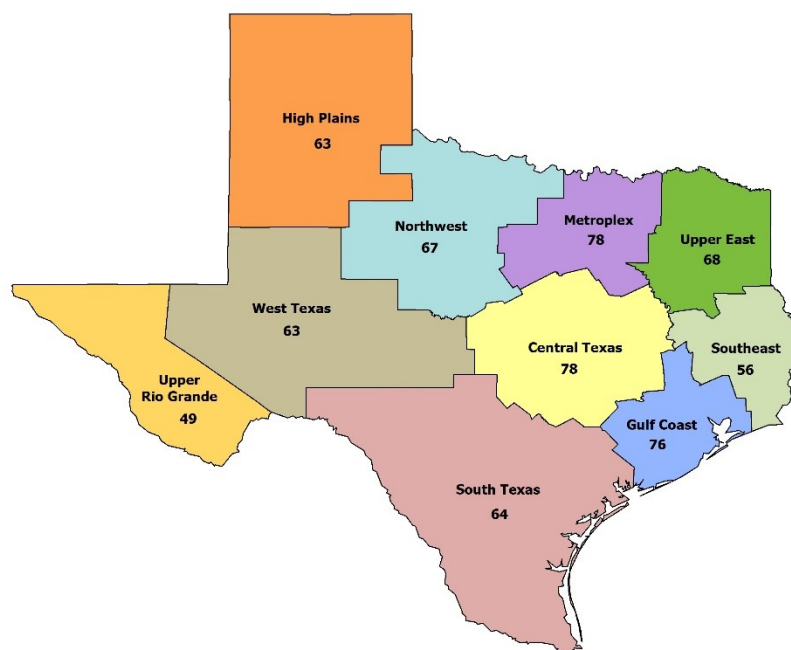 High Plains
63
Northwest
67
Metroplex
78
Upper East
68
West Texas
63
Central Texas
78
Southeast
56
Upper
Rio Grande
49
Gulf Coast
76
South Texas
64